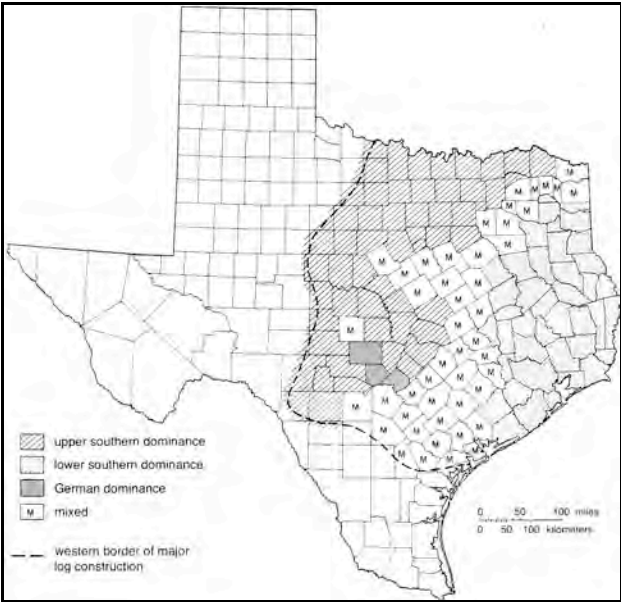 M
M M M M M
M M
M M
M
M M M
M M
M M
M M
M
M M
M M
M M
M M
M M
M M M
M M M M
M M M
M M M
M M M
M M M
upper southern dominance
lower southern dominance
German dominance
M mixed
western border of major
log construction
0 50 100 miles
0 50 100 kilometers